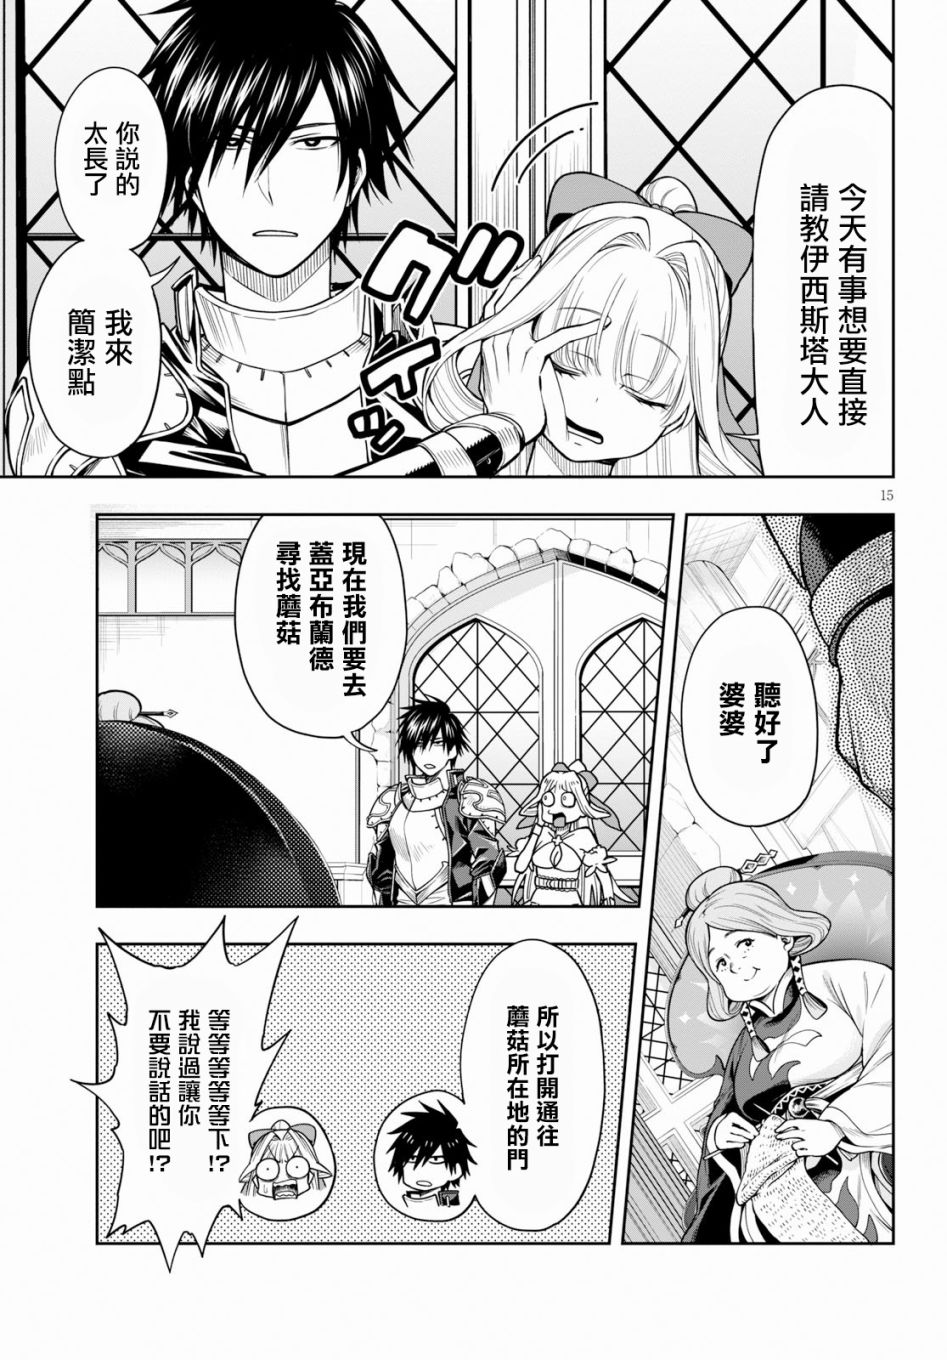 今天有事想要直接
請教伊西斯塔大人
你說的
太長了
我來
簡潔點
グググイッ
15
聽好了
婆婆
現在我們要去
蓋亞布蘭德
尋找蘑菇
所以打開通往
蘑菇所在地的門
等等等等等等下!?
我說過讓你
不要說話的吧!?